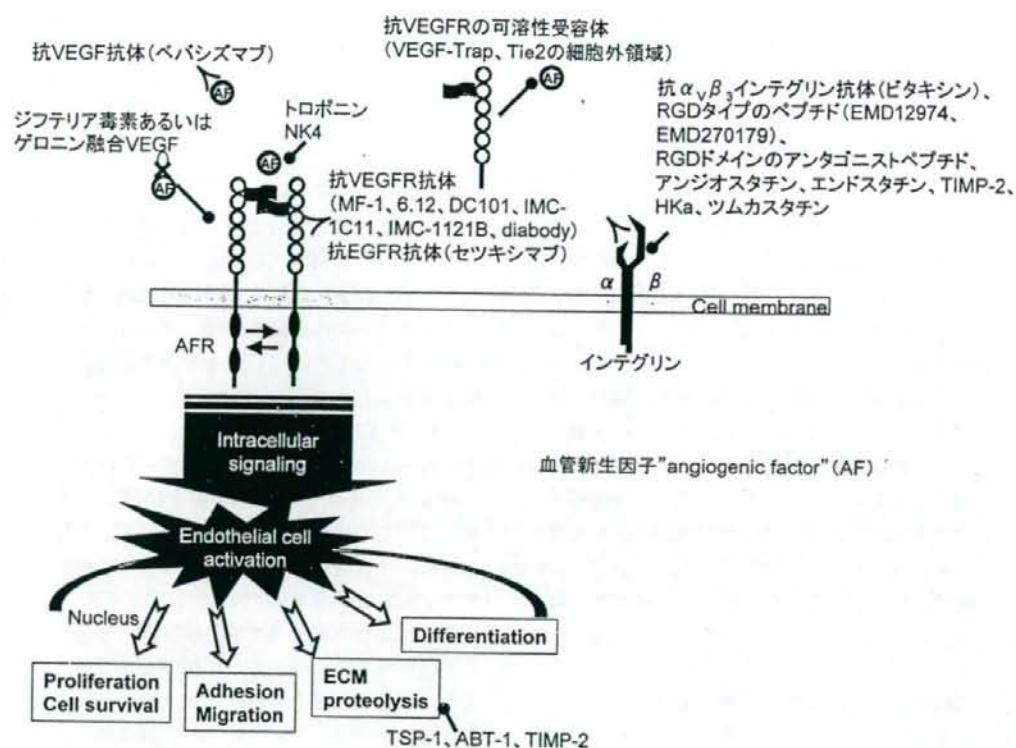 抗VEGF抗体(ベバシズマブ)
AF
抗VEGFRの可溶性受容体
(VEGF-Trap、Tie2の細胞外領域)
AF
抗αvβ3インテグリン抗体(ビタキシン)、
RGDタイプのペプチド(EMD12974、
EMD270179)、
RGDドメインのアンタゴニストペプチド、
アンジオスタチン、エンドスタチン、TIMP-2、
HKa、ツムカスタチン
ジフテリア毒素あるいは
ゲロニン融合VEGF
AF
トロポニン
NK4
AF
抗VEGFR抗体
(MF-1、6.12、DC101、IMC-
1C11、IMC-1121B、diabody)
抗EGFR抗体(セツキシマブ)
α β
Cell membrane
AFR
インテグリン
Intracellular
signaling
血管新生因子"angiogenic factor"(AF)
Endothelial cell
activation
Nucleus
Differentiation
Proliferation
Cell survival
Adhesion
Migration
ECM
proteolysis
TSP-1、ABT-1、TIMP-2